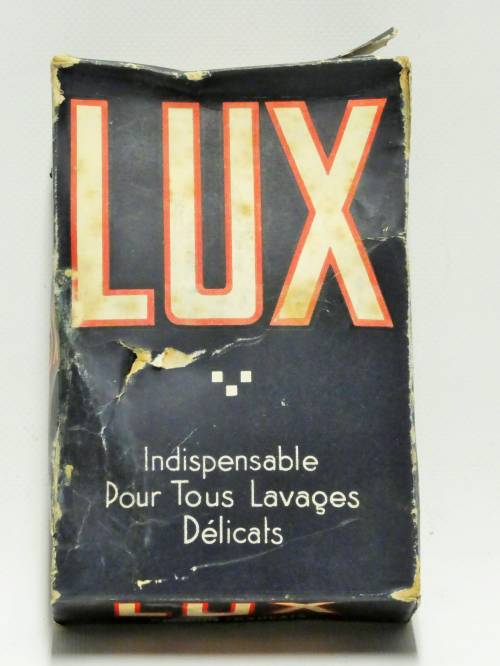 LUX
Indispensable
Pour Tous Lavages
Délicats
LUX